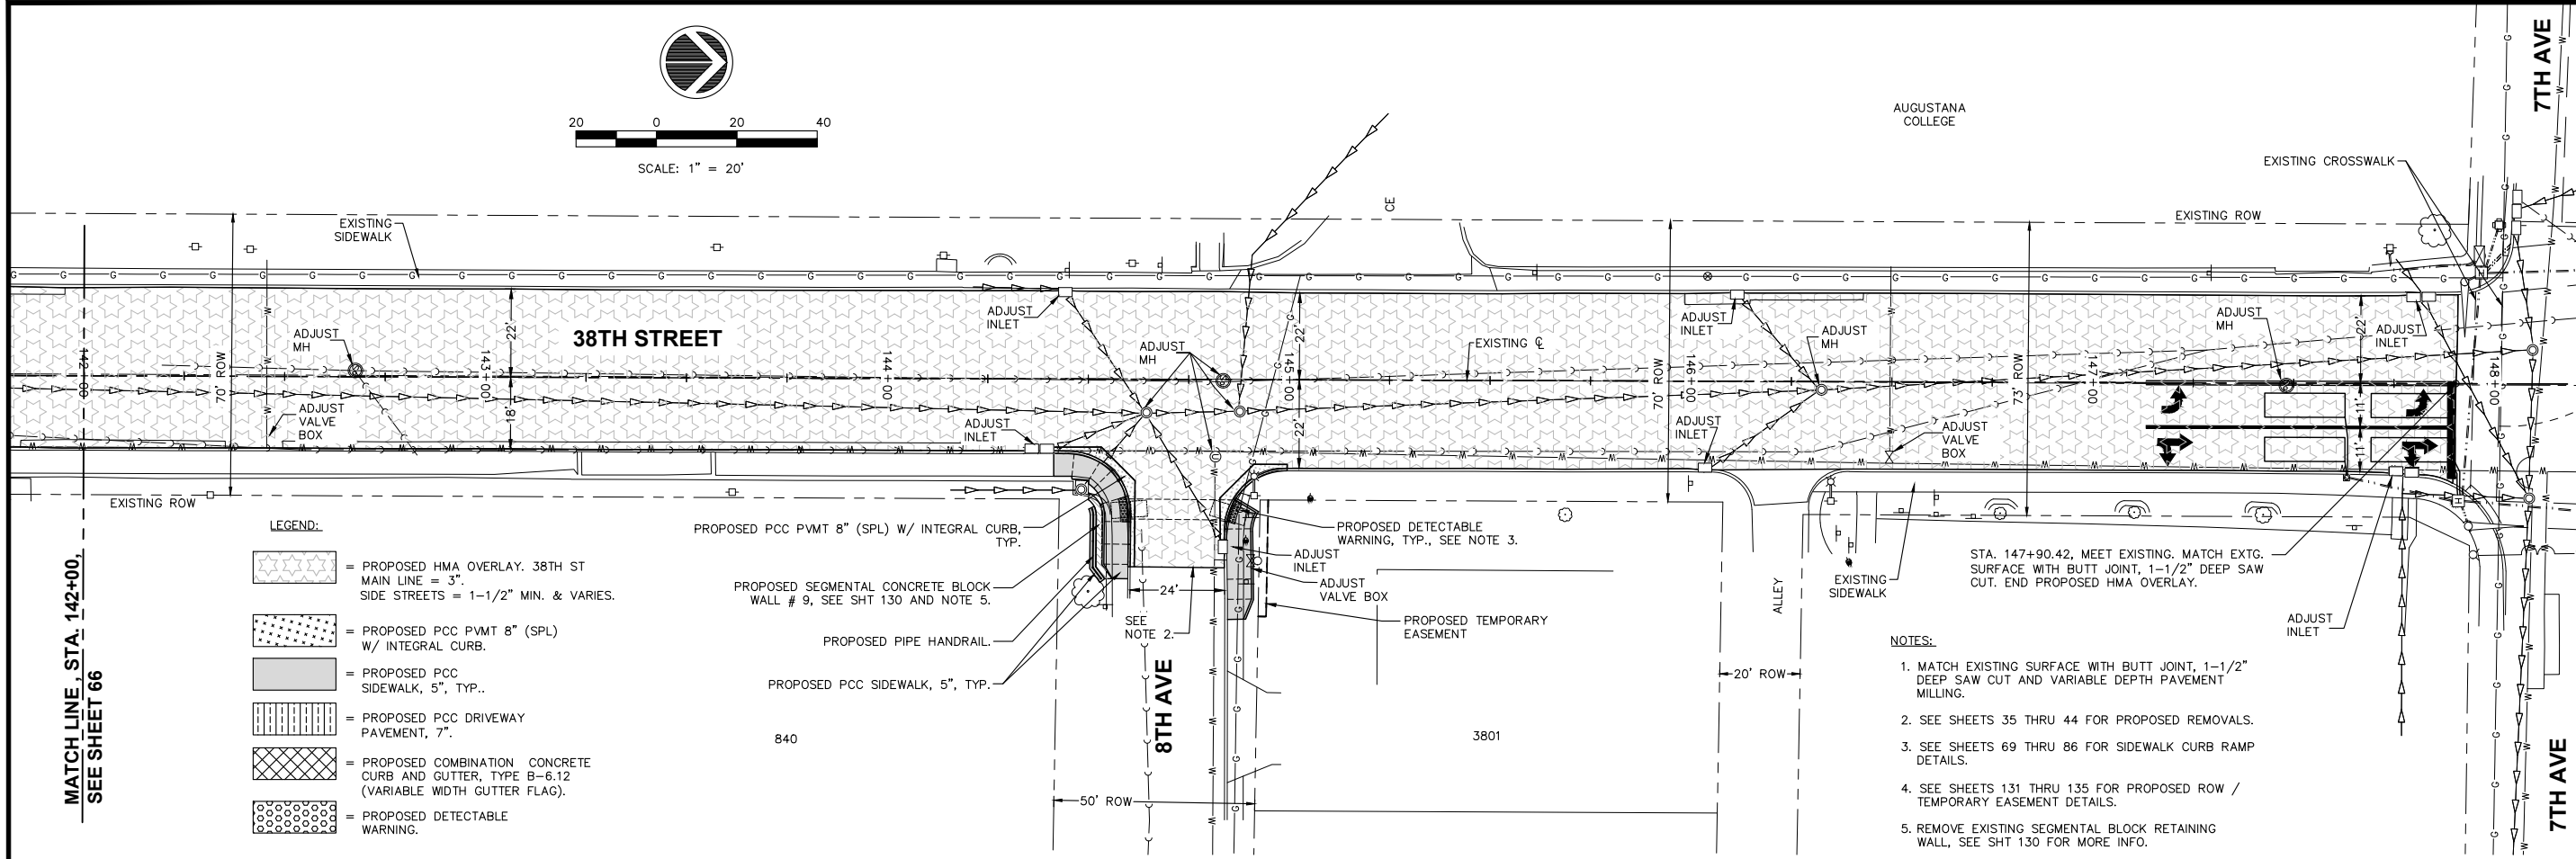 7TH AVE
20 0 20 40
SCALE: 1" = 20'
AUGUSTANA
COLLEGE
EXISTING CROSSWALK
CE
EXISTING ROW
EXISTING
SIDEWALK
ADJUST
INLET
ADJUST
INLET
ADJUST
MH
ADJUST
INLET
38TH STREET
ADJUST
MH
ADJUST
MH
ADJUST
MH
EXISTING ℄
22'
22'
22'
142+00
143+00
144+00
145+00
146+00
147+00
148+00
70' ROW
70' ROW
73' ROW
18'
22'
11'
11'
ADJUST
VALVE
BOX
ADJUST
INLET
ADJUST
INLET
ADJUST
VALVE
BOX
EXISTING ROW
MATCH LINE, STA. 142+00,
SEE SHEET 66
LEGEND:
= PROPOSED HMA OVERLAY. 38TH ST
MAIN LINE = 3".
SIDE STREETS = 1-1/2" MIN. & VARIES.
= PROPOSED PCC PVMT 8" (SPL)
W/ INTEGRAL CURB.
= PROPOSED PCC
SIDEWALK, 5", TYP..
= PROPOSED PCC DRIVEWAY
PAVEMENT, 7".
= PROPOSED COMBINATION CONCRETE
CURB AND GUTTER, TYPE B-6.12
(VARIABLE WIDTH GUTTER FLAG).
= PROPOSED DETECTABLE
WARNING.
PROPOSED PCC PVMT 8" (SPL) W/ INTEGRAL CURB,
TYP.
PROPOSED SEGMENTAL CONCRETE BLOCK
WALL # 9, SEE SHT 130 AND NOTE 5.
PROPOSED PIPE HANDRAIL.
PROPOSED PCC SIDEWALK, 5", TYP.
840
24'
SEE
NOTE 2.
8TH AVE
50' ROW
PROPOSED DETECTABLE
WARNING, TYP., SEE NOTE 3.
ADJUST
INLET
ADJUST
VALVE BOX
PROPOSED TEMPORARY
EASEMENT
3801
20' ROW
ALLEY
EXISTING
SIDEWALK
STA. 147+90.42, MEET EXISTING. MATCH EXTG.
SURFACE WITH BUTT JOINT, 1-1/2" DEEP SAW
CUT. END PROPOSED HMA OVERLAY.
ADJUST
INLET
NOTES:
1. MATCH EXISTING SURFACE WITH BUTT JOINT, 1-1/2"
DEEP SAW CUT AND VARIABLE DEPTH PAVEMENT
MILLING.
2. SEE SHEETS 35 THRU 44 FOR PROPOSED REMOVALS.
3. SEE SHEETS 69 THRU 86 FOR SIDEWALK CURB RAMP
DETAILS.
4. SEE SHEETS 131 THRU 135 FOR PROPOSED ROW /
TEMPORARY EASEMENT DETAILS.
5. REMOVE EXISTING SEGMENTAL BLOCK RETAINING
WALL, SEE SHT 130 FOR MORE INFO.
7TH AVE